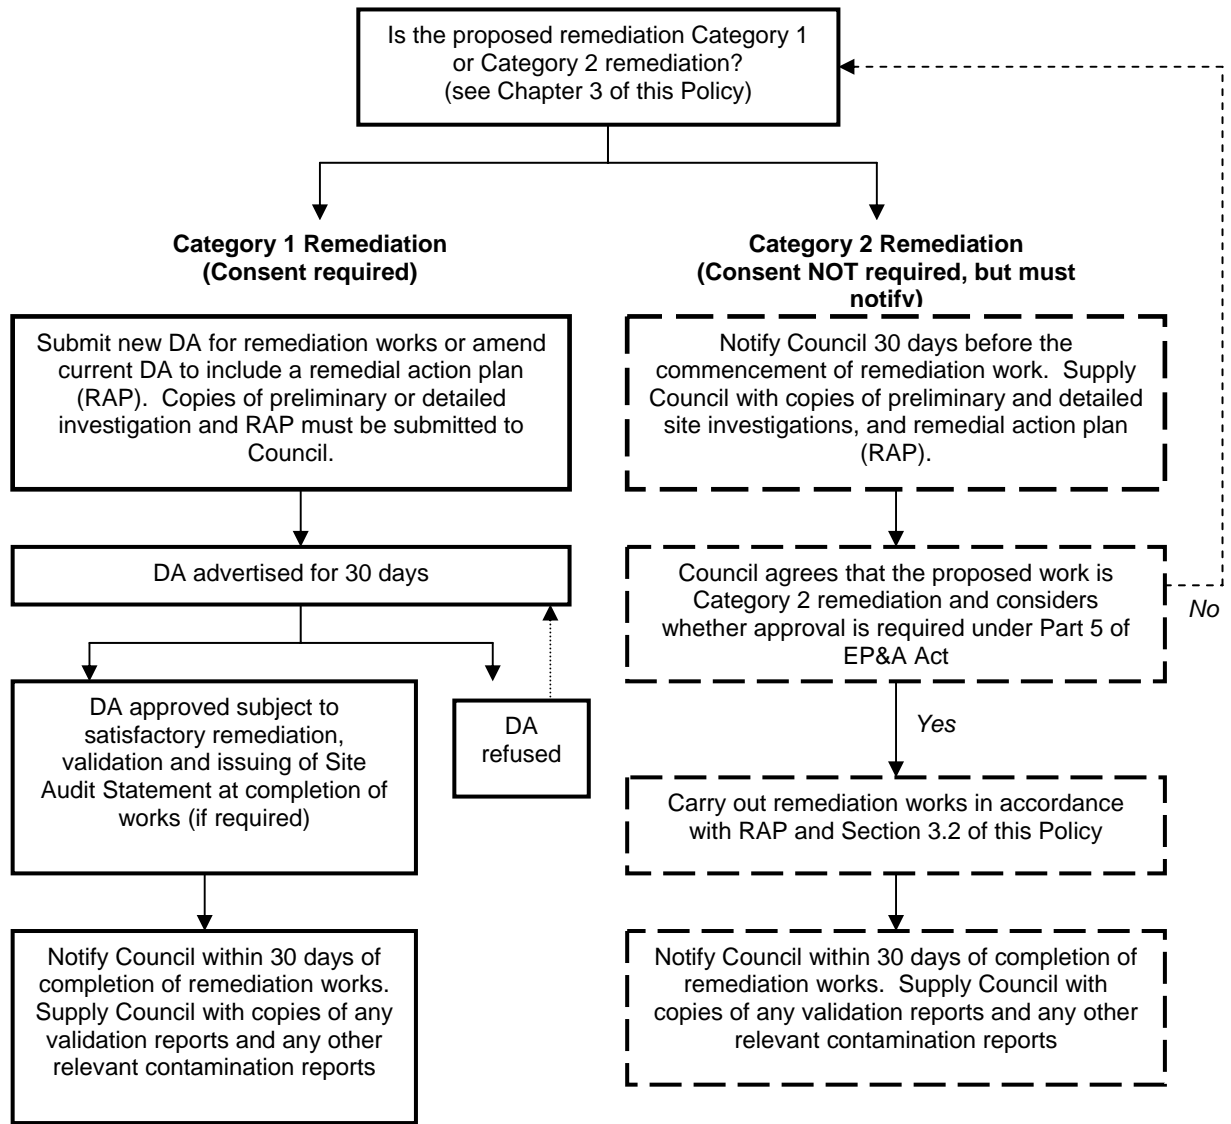 Is the proposed remediation Category 1
or Category 2 remediation?
(see Chapter 3 of this Policy)
Category 1 Remediation
(Consent required)
Category 2 Remediation
(Consent NOT required, but must
notify)
Submit new DA for remediation works or amend
current DA to include a remedial action plan
(RAP). Copies of preliminary or detailed
investigation and RAP must be submitted to
Council.
Notify Council 30 days before the
commencement of remediation work. Supply
Council with copies of preliminary and detailed
site investigations, and remedial action plan
(RAP).
DA advertised for 30 days
Council agrees that the proposed work is
Category 2 remediation and considers
whether approval is required under Part 5 of
EP&A Act
No
DA approved subject to
satisfactory remediation,
validation and issuing of Site
Audit Statement at completion of
works (if required)
DA
refused
Yes
Carry out remediation works in accordance
with RAP and Section 3.2 of this Policy
Notify Council within 30 days of
completion of remediation works.
Supply Council with copies of any
validation reports and any other
relevant contamination reports
Notify Council within 30 days of completion of
remediation works. Supply Council with
copies of any validation reports and any other
relevant contamination reports